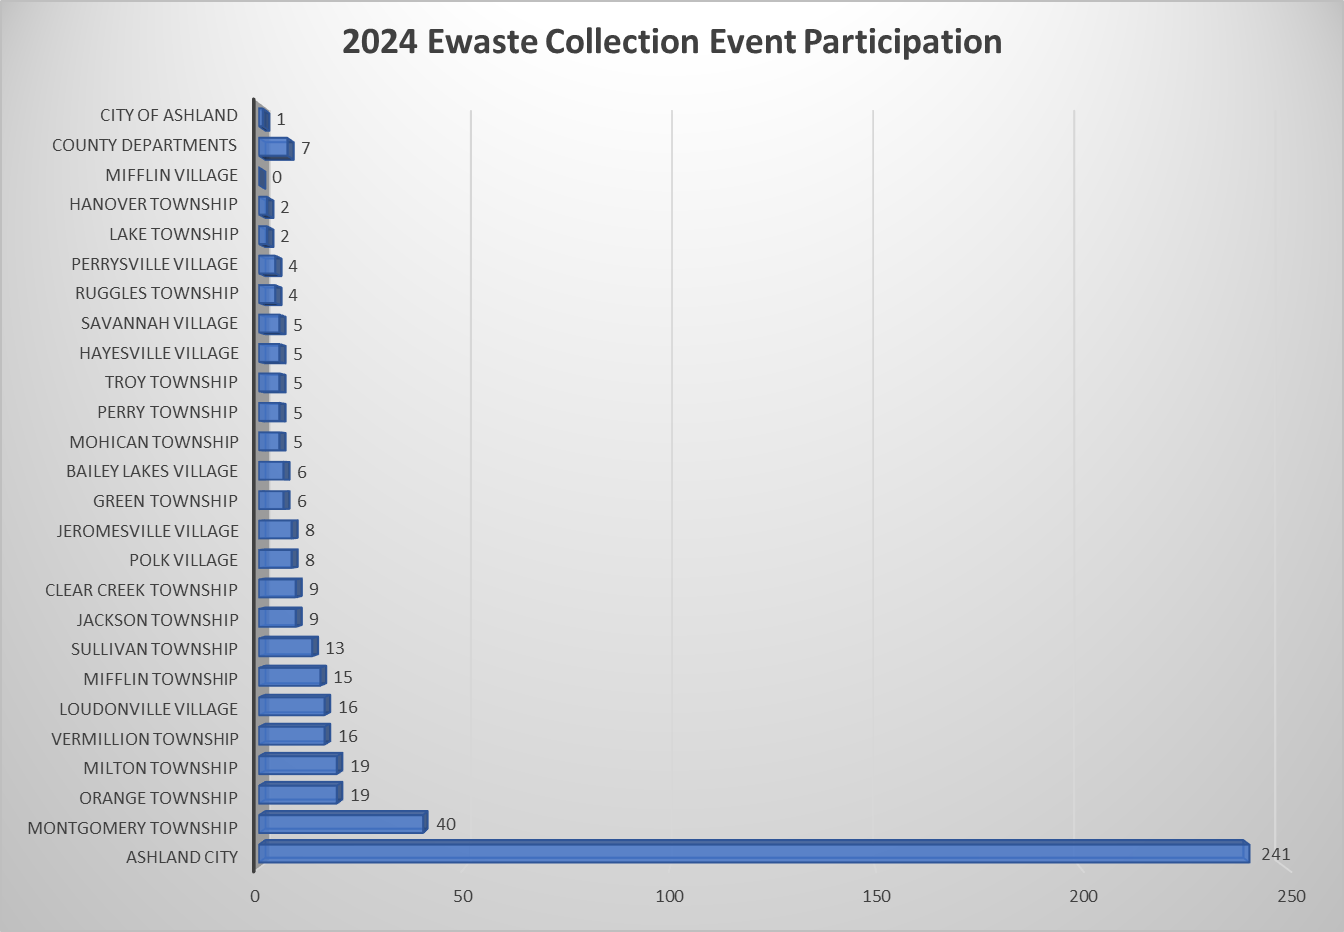 2024 Ewaste Collection Event Participation
CITY OF ASHLAND 1
COUNTY DEPARTMENTS 7
MIFFLIN VILLAGE 0
HANOVER TOWNSHIP 2
LAKE TOWNSHIP 2
PERRYSVILLE VILLAGE 4
RUGGLES TOWNSHIP 4
SAVANNAH VILLAGE 5
HAYESVILLE VILLAGE 5
TROY TOWNSHIP 5
PERRY TOWNSHIP 5
MOHICAN TOWNSHIP 5
BAILEY LAKES VILLAGE 6
GREEN TOWNSHIP 6
JEROMESVILLE VILLAGE 8
POLK VILLAGE 8
CLEAR CREEK TOWNSHIP 9
JACKSON TOWNSHIP 9
SULLIVAN TOWNSHIP 13
MIFFLIN TOWNSHIP 15
LOUDONVILLE VILLAGE 16
VERMILLION TOWNSHIP 16
MILTON TOWNSHIP 19
ORANGE TOWNSHIP 19
MONTGOMERY TOWNSHIP 40
ASHLAND CITY 241
0 50 100 150 200 250